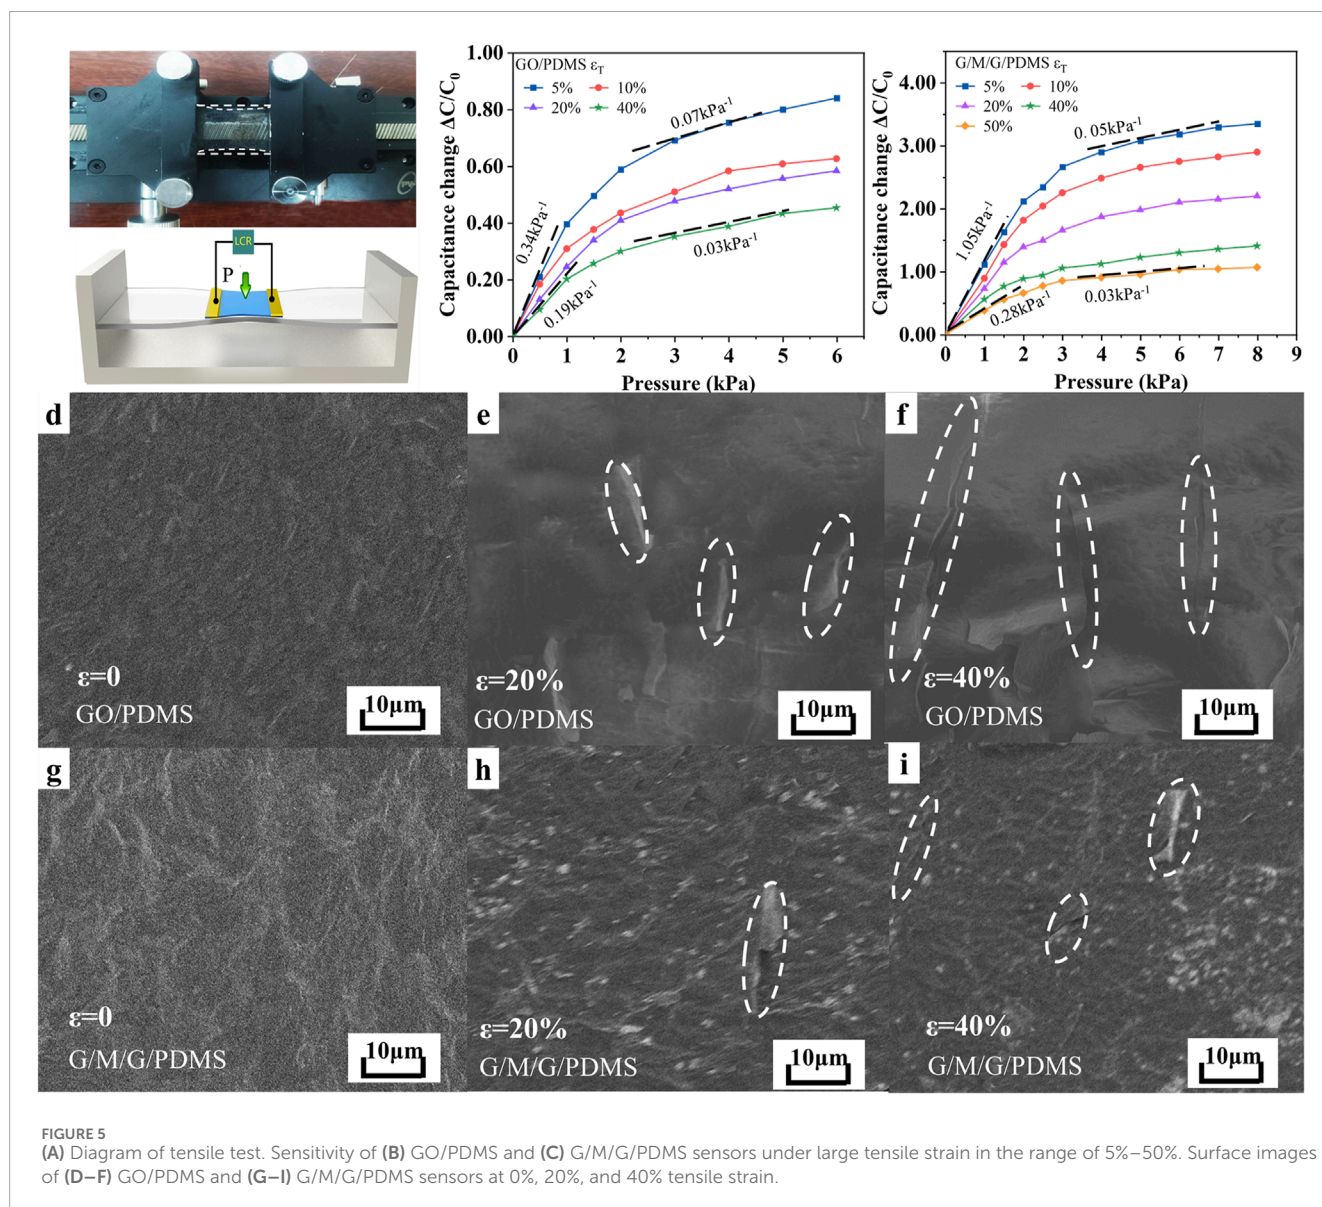 LCR
P
Capacitance change ΔC/C0
1.00
0.80
0.60
0.40
0.20
0.00
GO/PDMS εT
5%
10%
20%
40%
0.07kPa-1
0.34kPa-1
0.19kPa-1
0.03kPa-1
0 1 2 3 4 5 6
Pressure (kPa)
Capacitance change ΔC/C0
4.00
3.00
2.00
1.00
0.00
G/M/G/PDMS εT
5%
10%
20%
40%
50%
0.05kPa-1
1.05kPa-1
0.28kPa-1
0.03kPa-1
0 1 2 3 4 5 6 7 8 9
Pressure (kPa)
d
ε=0
GO/PDMS
10μm
e
ε=20%
GO/PDMS
10μm
f
ε=40%
GO/PDMS
10μm
g
ε=0
G/M/G/PDMS
10μm
h
ε=20%
G/M/G/PDMS
10μm
i
ε=40%
G/M/G/PDMS
10μm
FIGURE 5
(A) Diagram of tensile test. Sensitivity of (B) GO/PDMS and (C) G/M/G/PDMS sensors under large tensile strain in the range of 5%–50%. Surface images
of (D–F) GO/PDMS and (G–I) G/M/G/PDMS sensors at 0%, 20%, and 40% tensile strain.